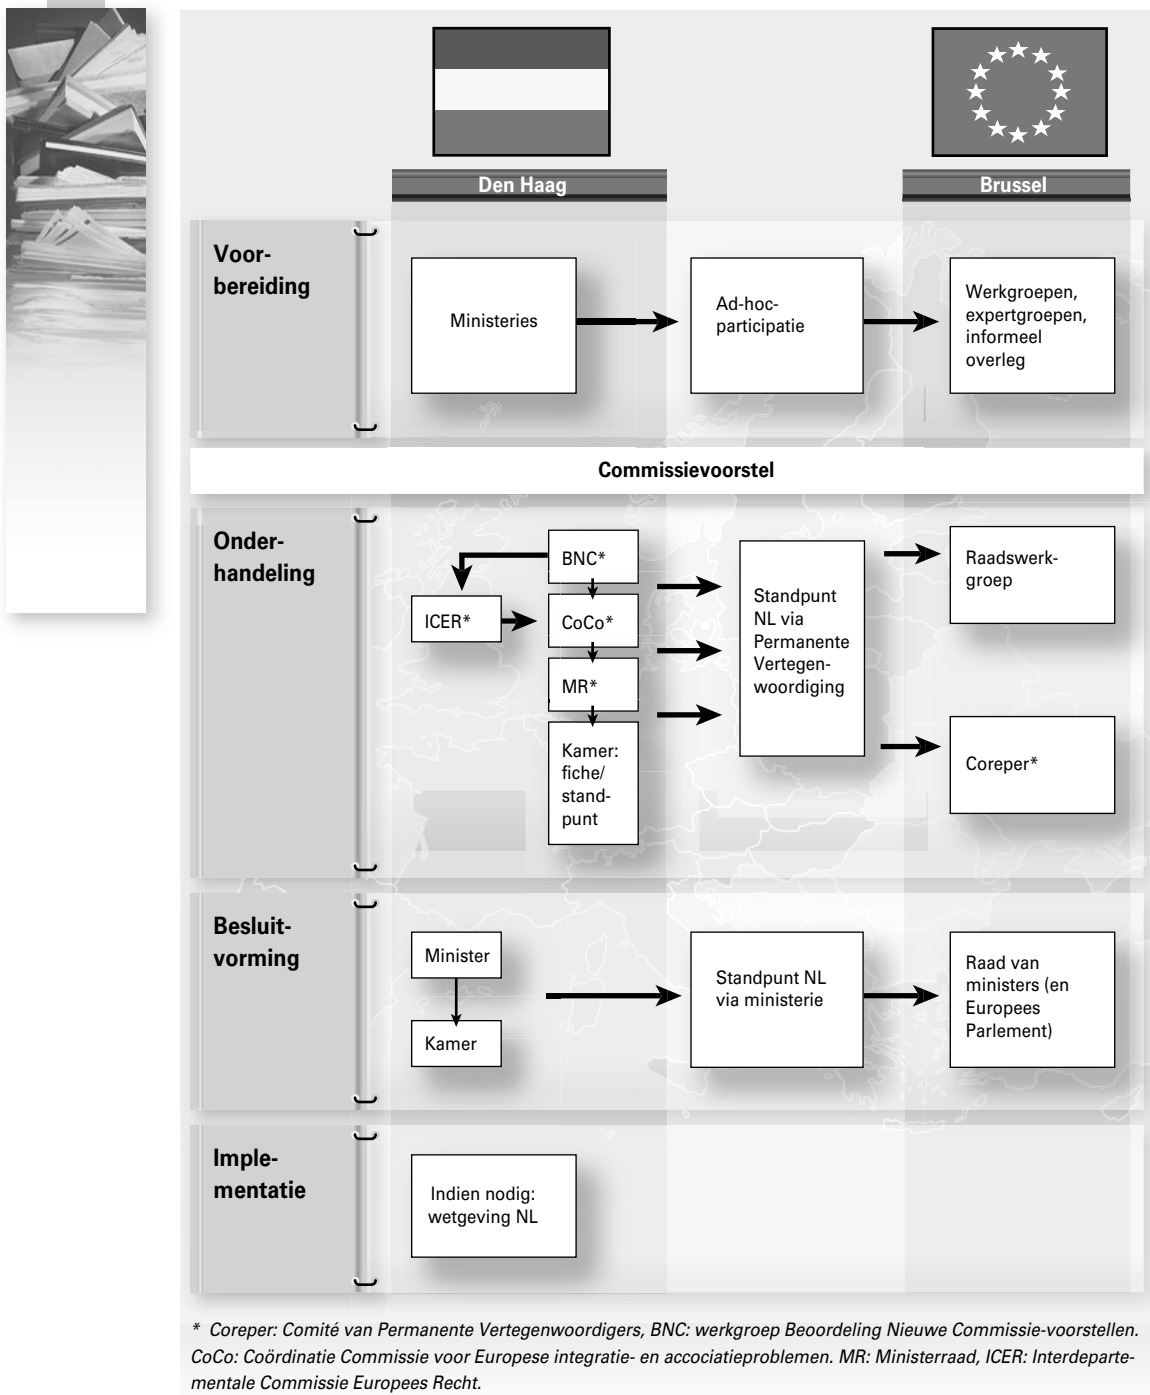 Den Haag
Brussel
Voor-
bereiding
Ministeries
Ad-hoc-
participatie
Werkgroepen,
expertgroepen,
informeel
overleg
Commissievoorstel
Onder-
handeling
BNC*
ICER*
CoCo*
MR*
Kamer:
fiche/
stand-
punt
Standpunt
NL via
Permanente
Vertegen-
woordiging
Raadswerk-
groep
Coreper*
Besluit-
vorming
Minister
Kamer
Standpunt NL
via ministerie
Raad van
ministers (en
Europees
Parlement)
Imple-
mentatie
Indien nodig:
wetgeving NL
* Coreper: Comité van Permanente Vertegenwoordigers, BNC: werkgroep Beoordeling Nieuwe Commissie-voorstellen.
CoCo: Coördinatie Commissie voor Europese integratie- en accociatieproblemen. MR: Ministerraad, ICER: Interdeparte-
mentale Commissie Europees Recht.